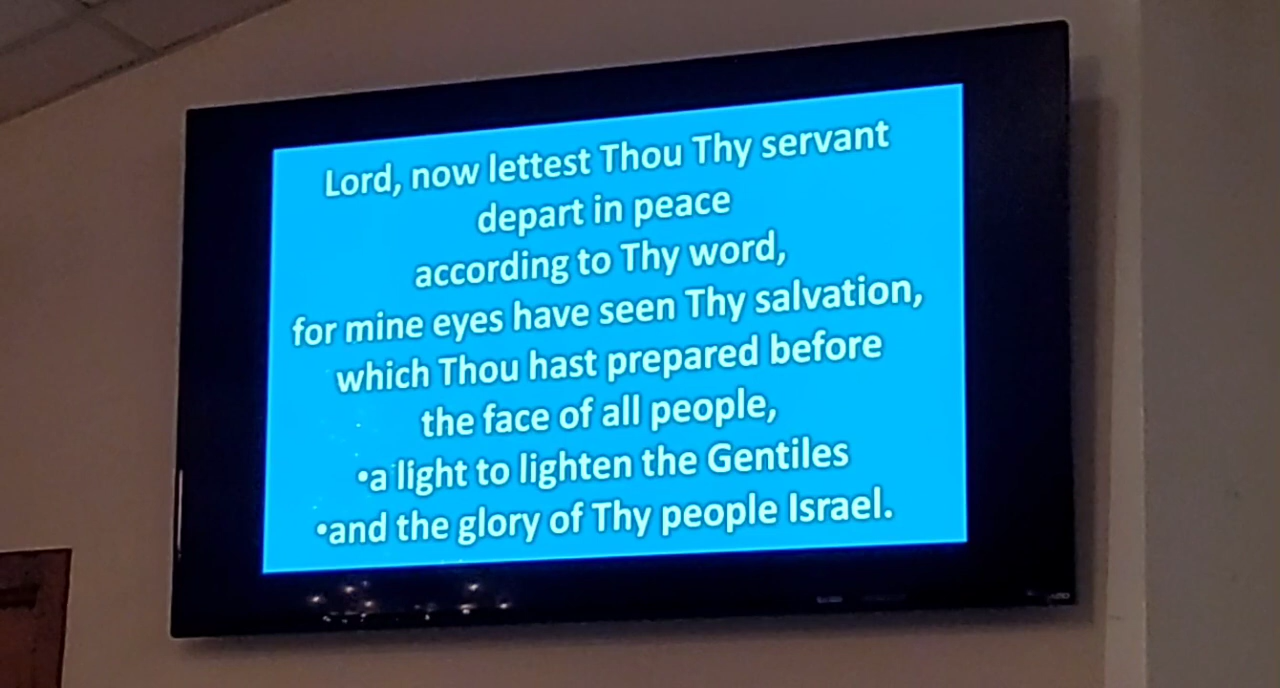 Lord, now lettest Thou Thy servant
depart in peace
according to Thy word,
for mine eyes have seen Thy salvation,
which Thou hast prepared before
the face of all people,
•a light to lighten the Gentiles
•and the glory of Thy people Israel.